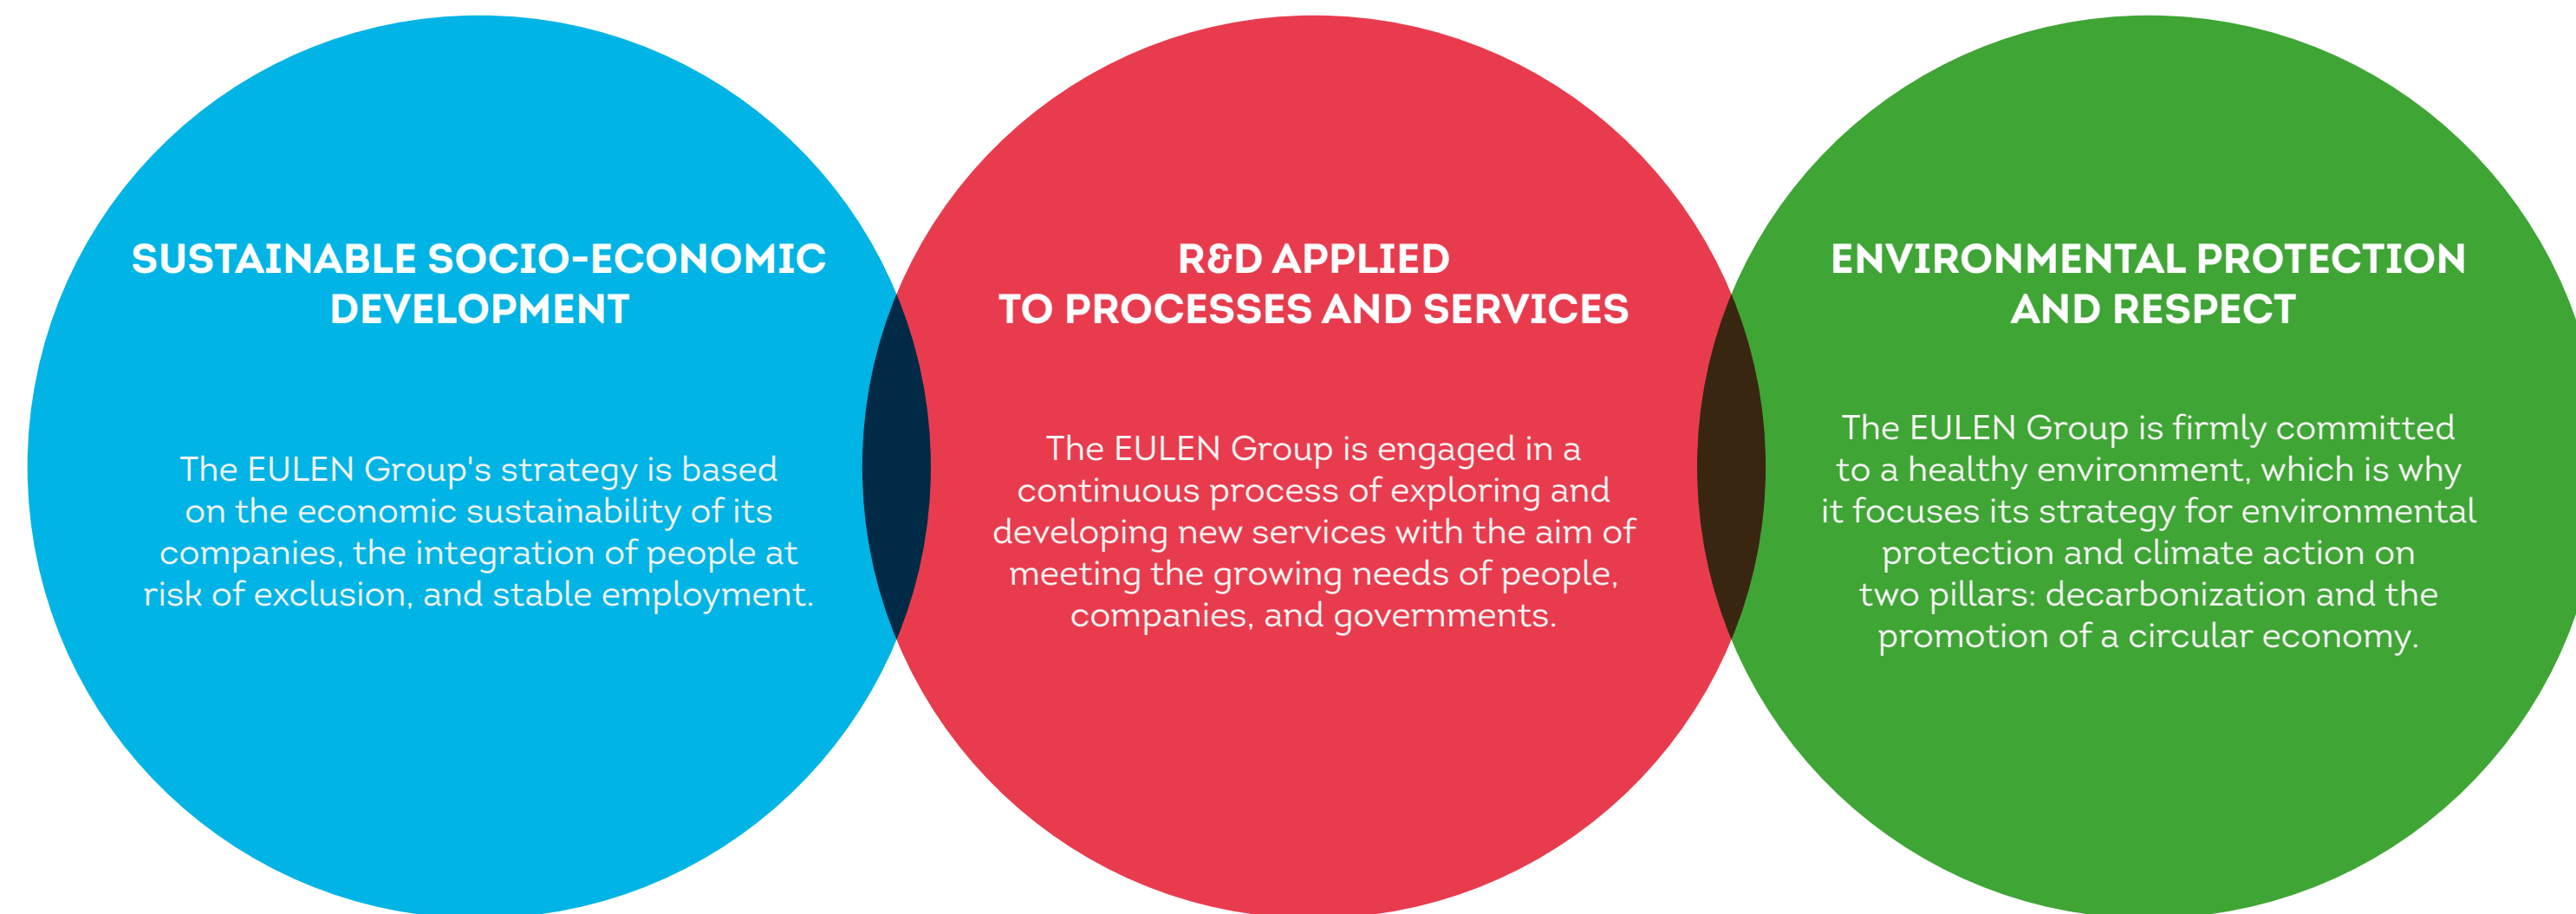 SUSTAINABLE SOCIO-ECONOMIC
DEVELOPMENT
The EULEN Group's strategy is based
on the economic sustainability of its
companies, the integration of people at
risk of exclusion, and stable employment.
R&D APPLIED
TO PROCESSES AND SERVICES
The EULEN Group is engaged in a
continuous process of exploring and
developing new services with the aim of
meeting the growing needs of people,
companies, and governments.
ENVIRONMENTAL PROTECTION
AND RESPECT
The EULEN Group is firmly committed
to a healthy environment, which is why
it focuses its strategy for environmental
protection and climate action on
two pillars: decarbonization and the
promotion of a circular economy.